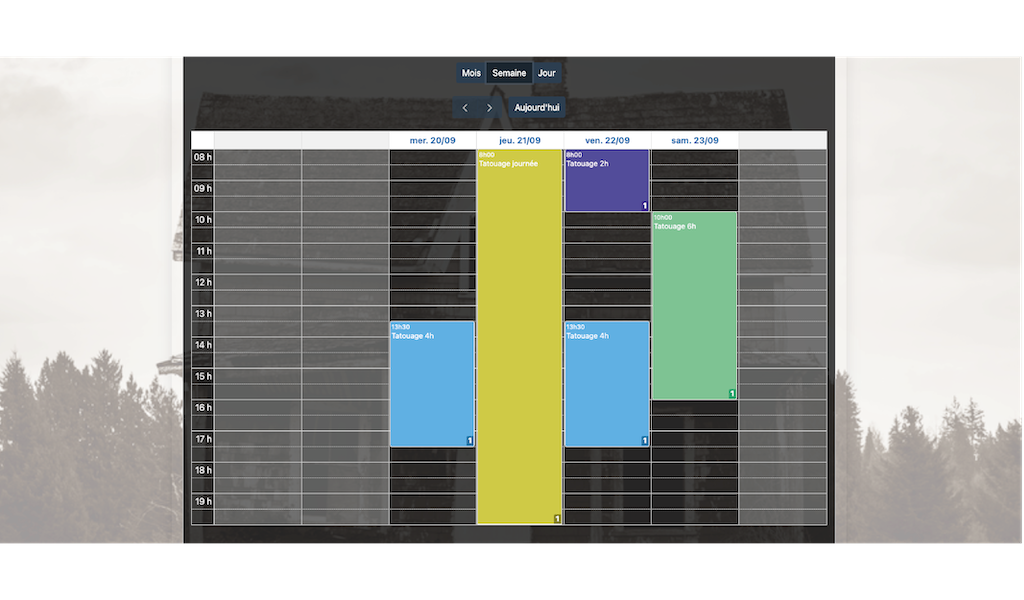 Mois Semaine Jour
< > Aujourd'hui
mer. 20/09 jeu. 21/09 ven. 22/09 sam. 23/09
08 h
09 h
10 h
11 h
12 h
13 h
14 h
15 h
16 h
17 h
18 h
19 h
13h30
Tatouage 4h
1
8h00
Tatouage journée
1
8h00
Tatouage 2h
1
13h30
Tatouage 4h
1
10h00
Tatouage 6h
1